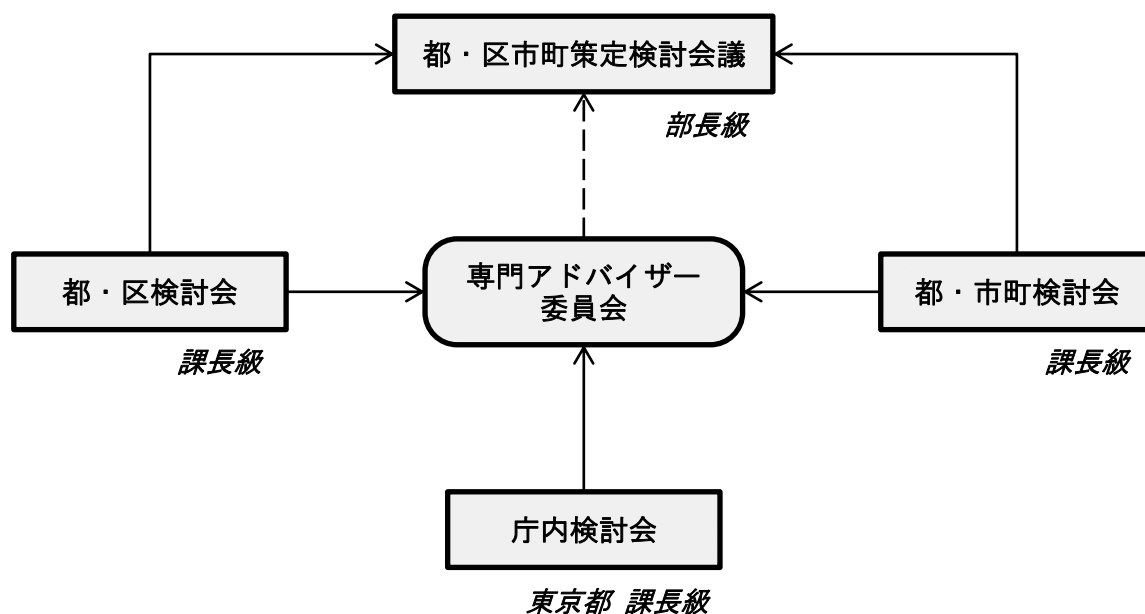 都・区市町策定検討会議
部長級
専門アドバイザー
委員会
都・区検討会
課長級
都・市町検討会
課長級
庁内検討会
東京都 課長級